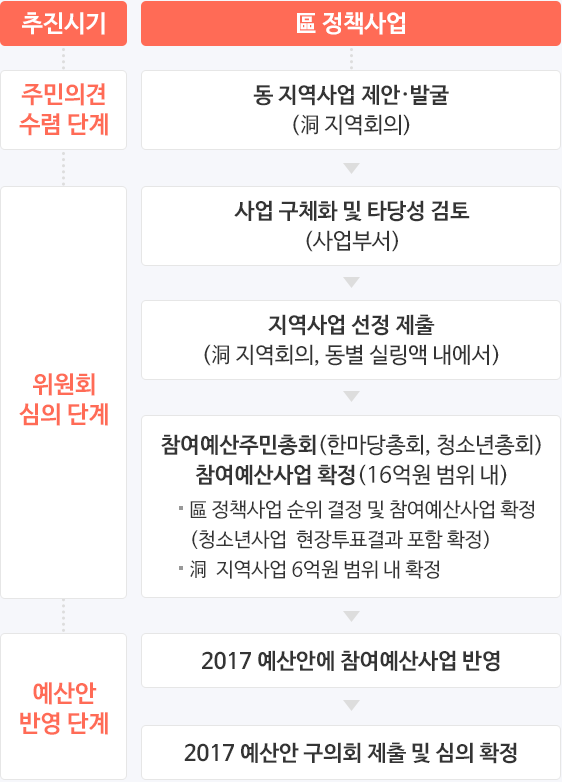 추진시기
區 정책사업
주민의견
수렴 단계
동 지역사업 제안·발굴
(洞 지역회의)
위원회
심의 단계
사업 구체화 및 타당성 검토
(사업부서)
지역사업 선정 제출
(洞 지역회의, 동별 실링액 내에서)
참여예산주민총회(한마당총회, 청소년총회)
참여예산사업 확정(16억원 범위 내)
▪ 區 정책사업 순위 결정 및 참여예산사업 확정
(청소년사업 현장투표결과 포함 확정)
▪ 洞 지역사업 6억원 범위 내 확정
예산안
반영 단계
2017 예산안에 참여예산사업 반영
2017 예산안 구의회 제출 및 심의 확정